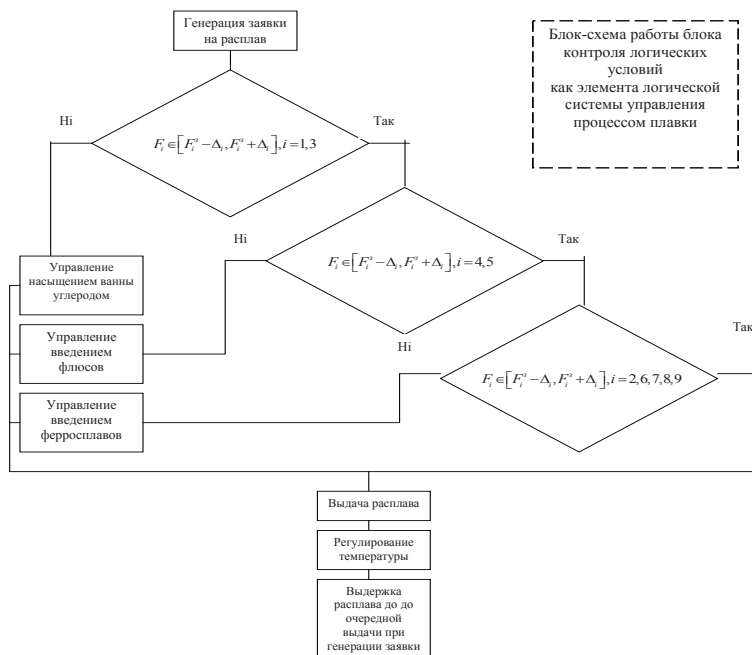 Генерация заявки
на расплав
Блок-схема работы блока
контроля логических
условий
как элемента логической
системы управления
процессом плавки
Ні
Так
F_i ∈ [F_i^з − Δ_i, F_i^з + Δ_i], i = 1,3
Ні
Так
F_i ∈ [F_i^з − Δ_i, F_i^з + Δ_i], i = 4,5
Управление
насыщением ванны
углеродом
Ні
Так
Управление
введением
флюсов
F_i ∈ [F_i^з − Δ_i, F_i^з + Δ_i], i = 2,6,7,8,9
Управление
введением
ферросплавов
Выдача расплава
Регулирование
температуры
Выдержка
расплава до до
очередной
выдачи при
генерации заявки